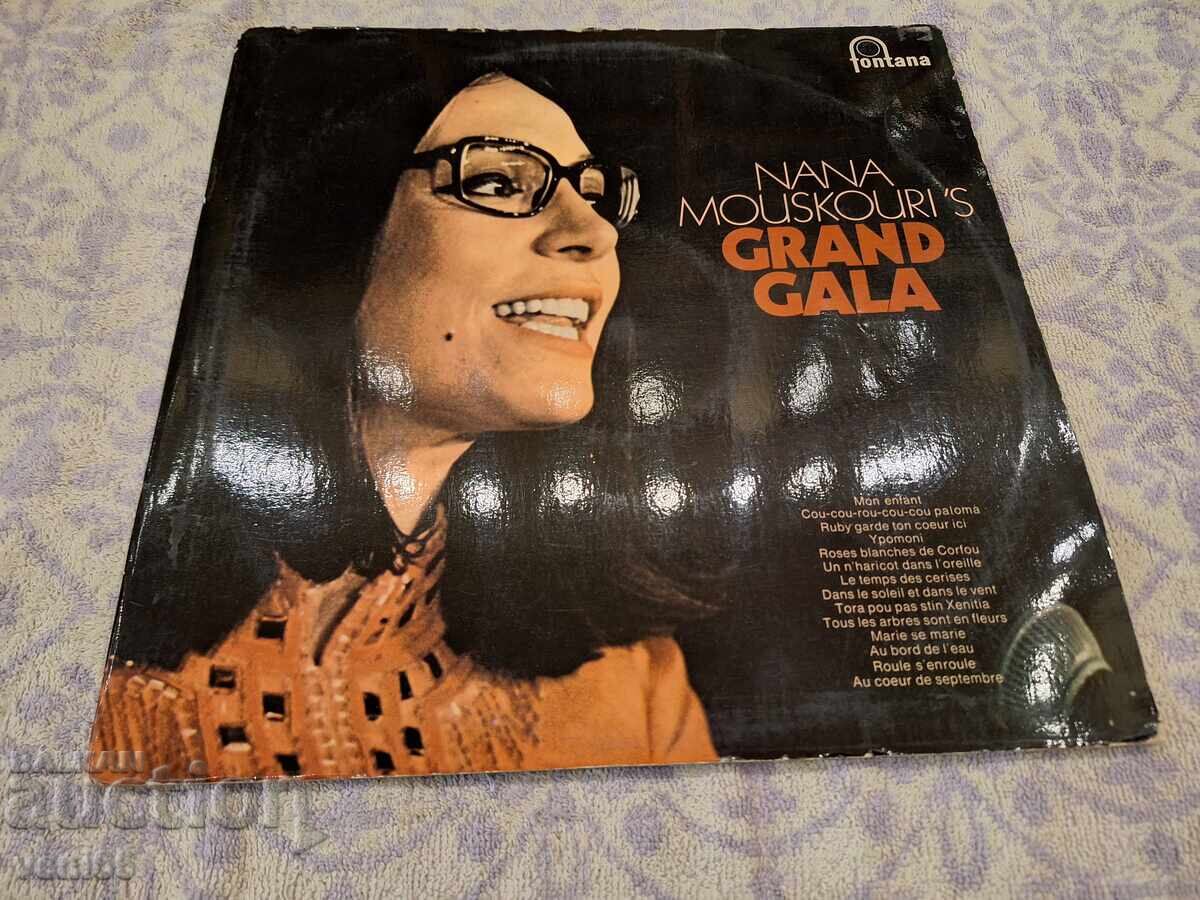 fontana
NANA
MOUSKOURI'S
GRAND
GALA
Mon enfant
Cou-cou-rou-cou-cou paloma
Ruby garde ton coeur ici
Ypomoni
Roses blanches de Corfou
Un n'haricot dans l'oreille
Le temps des cerises
Dans le soleil et dans le vent
Tora pou pas stin Xenitia
Tous les arbres sont en fleurs
Marie se marie
Au bord de l'eau
Roule s'enroule
Au coeur de septembre
BALKAN
auction